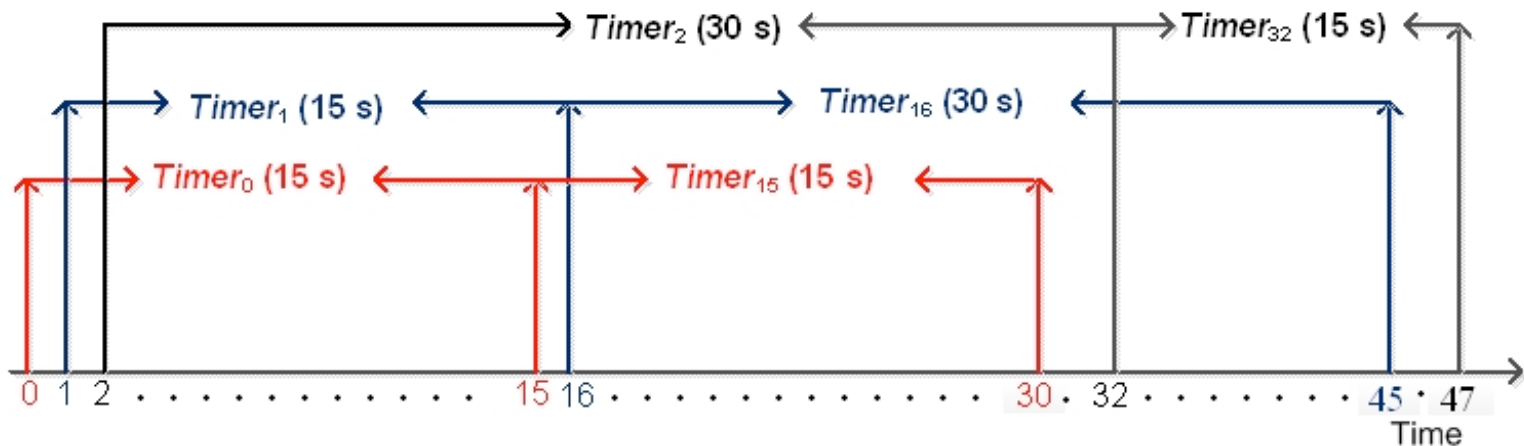 Timer₂ (30 s) Timer₃₂ (15 s)
Timer₁ (15 s) Timer₁₆ (30 s)
Timer₀ (15 s) Timer₁₅ (15 s)
0 1 2 . . . . . . . . . . . 15 16 . . . . . . . . . . . . . 30 . 32 . . . . . . . 45 . 47
Time